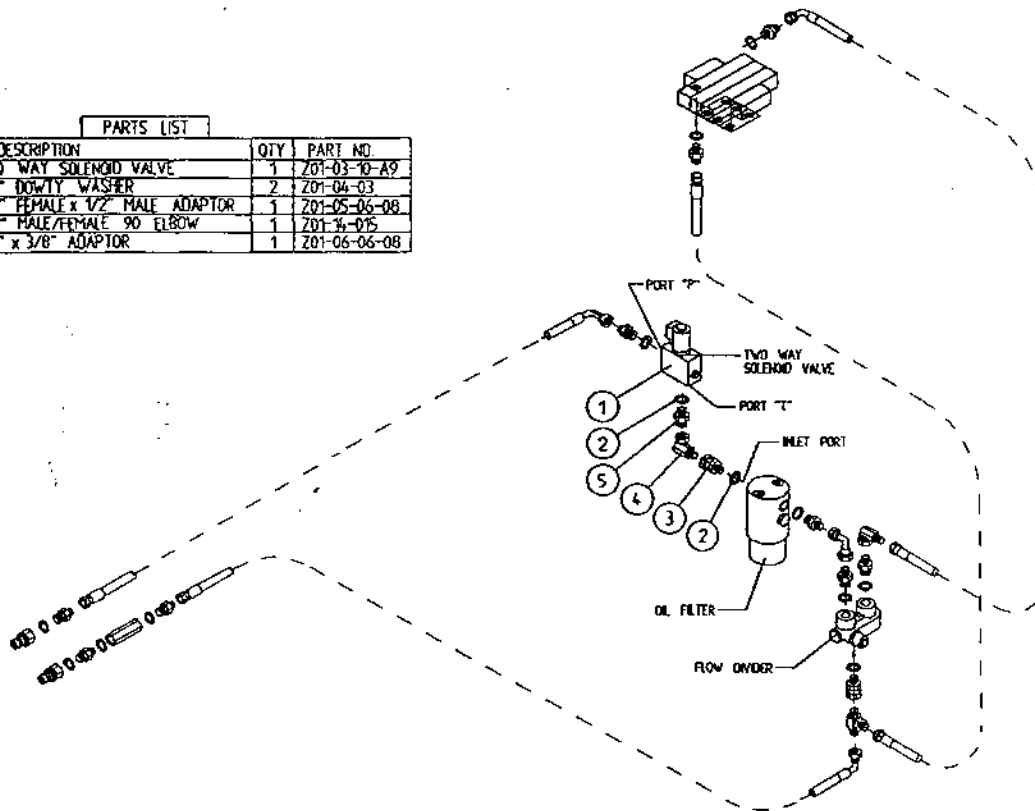 PARTS LIST
DESCRIPTION QTY PART NO.
WAY SOLENOID VALVE 1 Z01-03-10-A9
DOWTY WASHER 2 Z01-04-03
FEMALE x 1/2" MALE ADAPTOR 1 Z01-05-06-08
MALE/FEMALE 90 ELBOW 1 Z01-14-015
x 3/8" ADAPTOR 1 Z01-06-06-08
PORT "P"
TWO WAY
SOLENOID VALVE
1
PORT
2
INLET PORT
5
4
3
2
OIL FILTER
FLOW DIVIDER